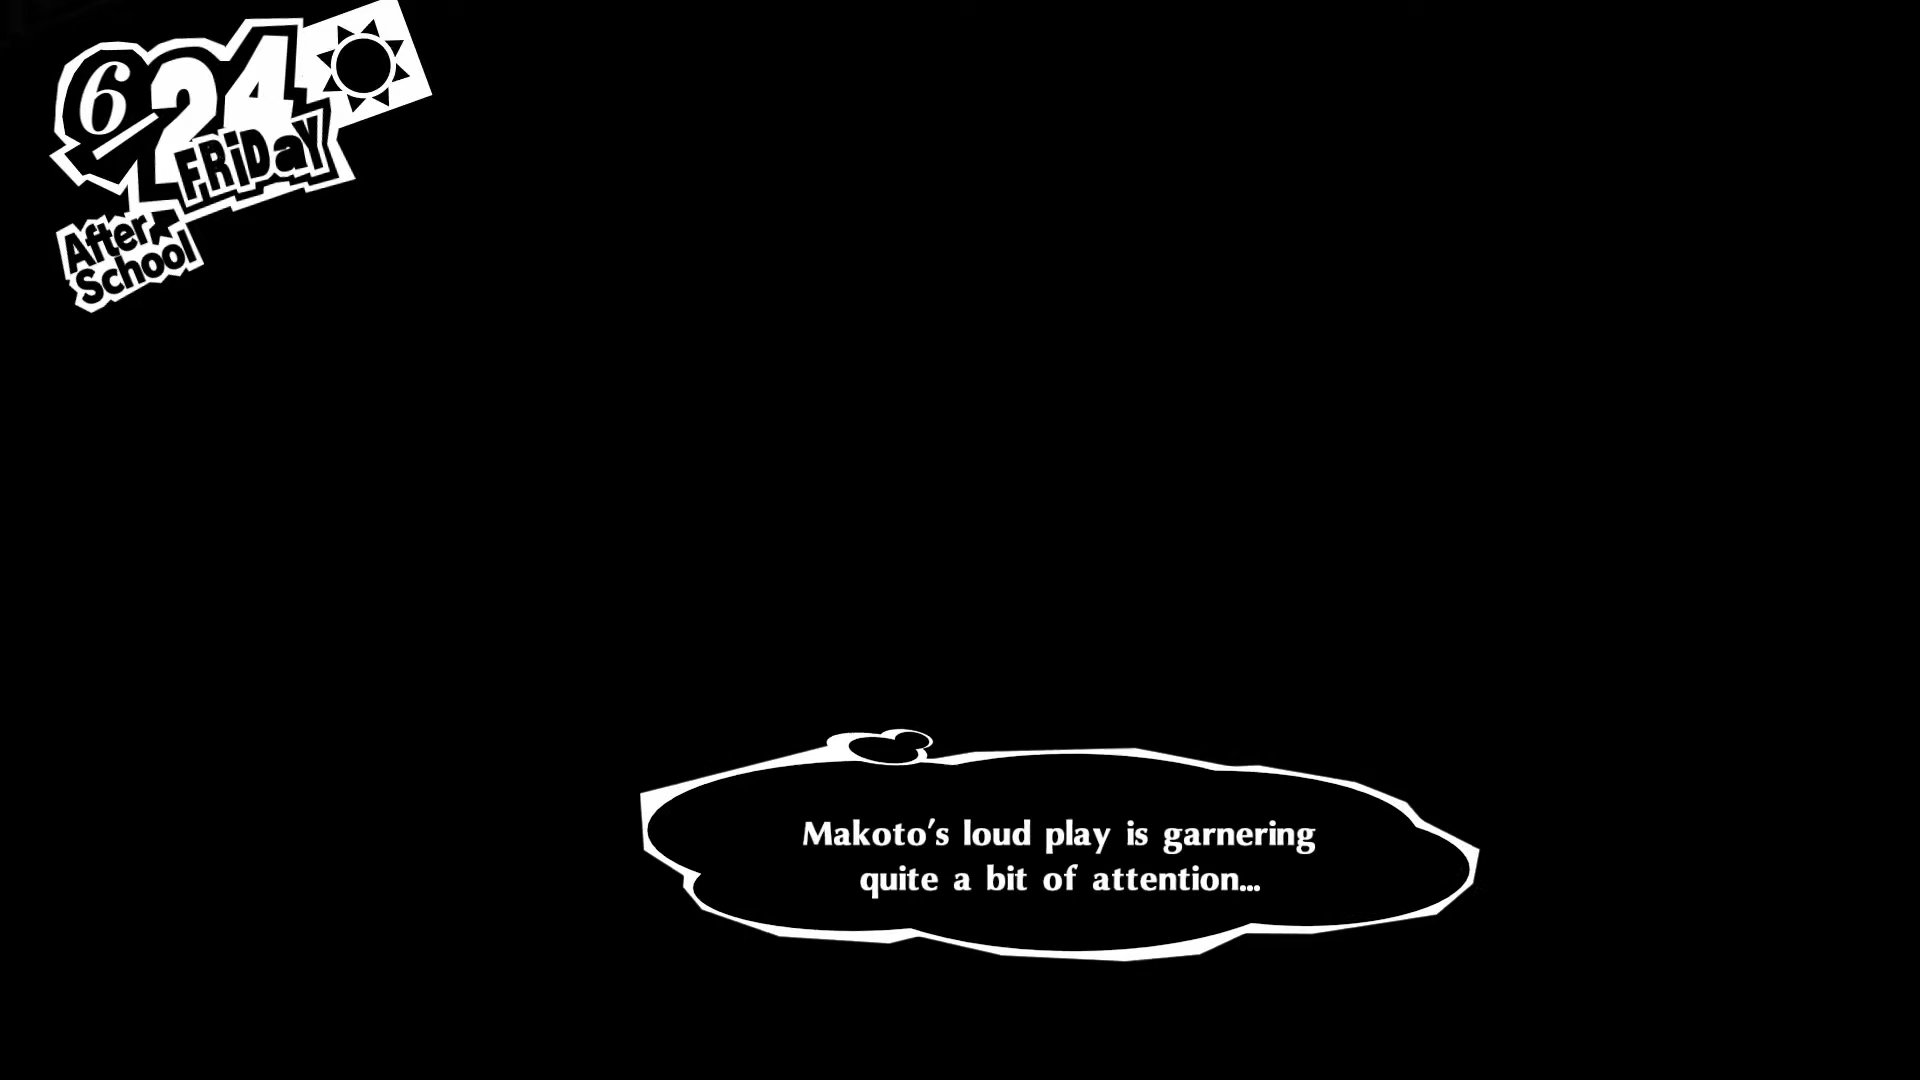 6/24
FRiDaY
After★
School
Makoto's loud play is garnering
quite a bit of attention...